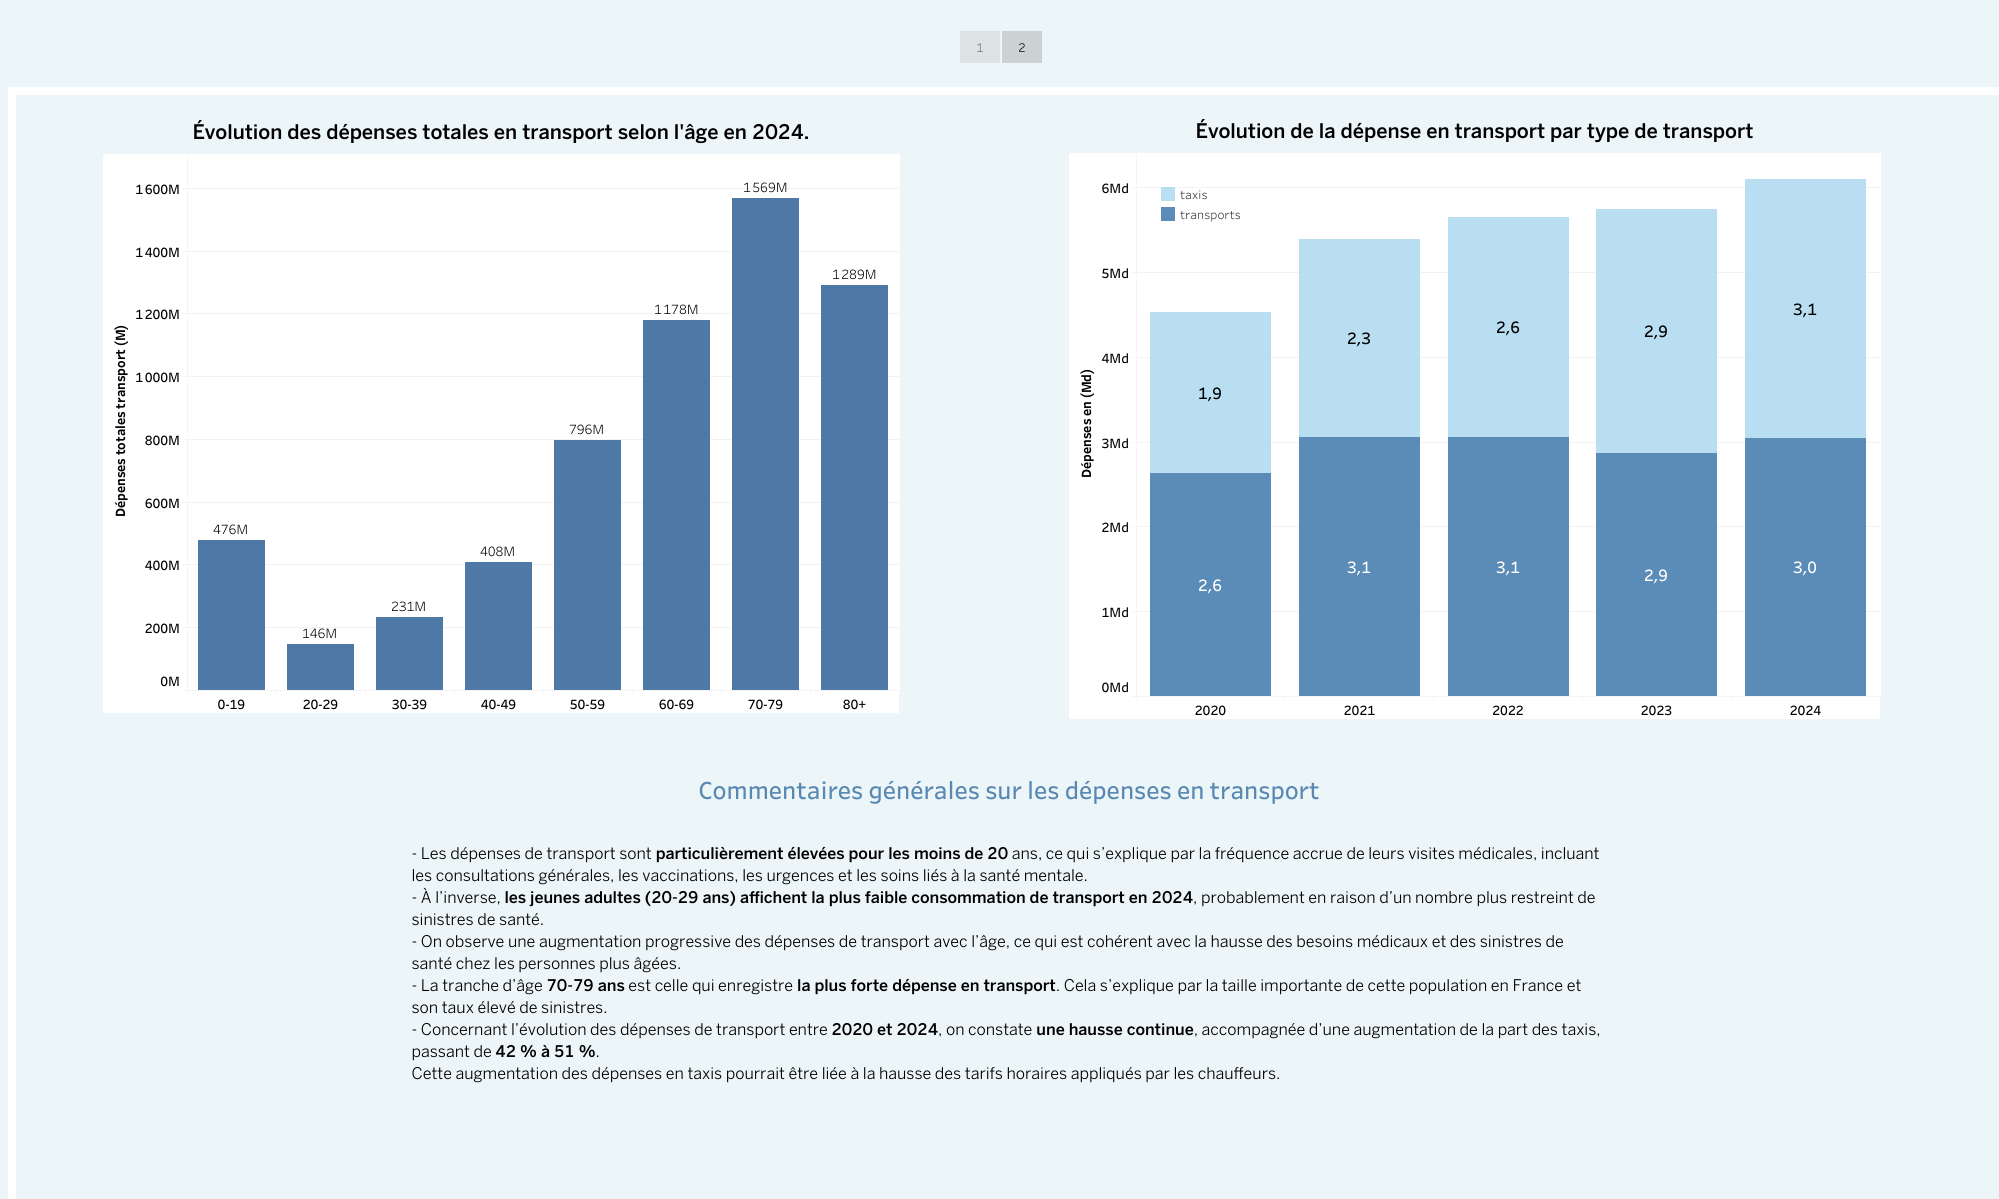 1 2
Évolution des dépenses totales en transport selon l'âge en 2024.
1600M
1400M
1200M
1000M
800M
600M
400M
200M
0M
Dépenses totales transport (M)
476M
146M
231M
408M
796M
1178M
1569M
1289M
0-19 20-29 30-39 40-49 50-59 60-69 70-79 80+
Évolution de la dépense en transport par type de transport
taxis
transports
6Md
5Md
4Md
3Md
2Md
1Md
0Md
Dépenses en (Md)
1,9 2,3 2,6 2,9 3,1
2,6 3,1 3,1 2,9 3,0
2020 2021 2022 2023 2024
Commentaires générales sur les dépenses en transport
- Les dépenses de transport sont particulièrement élevées pour les moins de 20 ans, ce qui s’explique par la fréquence accrue de leurs visites médicales, incluant
les consultations générales, les vaccinations, les urgences et les soins liés à la santé mentale.
- À l’inverse, les jeunes adultes (20-29 ans) affichent la plus faible consommation de transport en 2024, probablement en raison d’un nombre plus restreint de
sinistres de santé.
- On observe une augmentation progressive des dépenses de transport avec l’âge, ce qui est cohérent avec la hausse des besoins médicaux et des sinistres de
santé chez les personnes plus âgées.
- La tranche d’âge 70-79 ans est celle qui enregistre la plus forte dépense en transport. Cela s’explique par la taille importante de cette population en France et
son taux élevé de sinistres.
- Concernant l’évolution des dépenses de transport entre 2020 et 2024, on constate une hausse continue, accompagnée d’une augmentation de la part des taxis,
passant de 42 % à 51 %.
Cette augmentation des dépenses en taxis pourrait être liée à la hausse des tarifs horaires appliqués par les chauffeurs.